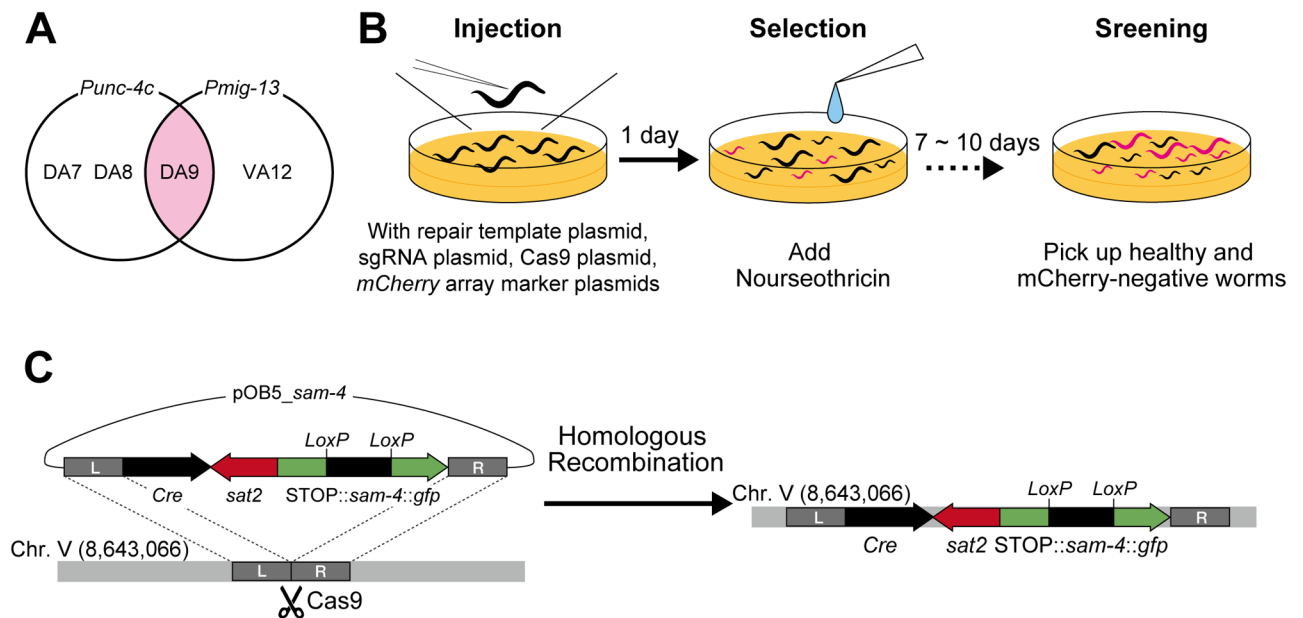 A
Punc-4c
Pmig-13
DA7 DA8 DA9 VA12
B
Injection
Selection
Sreening
1 day
7 ~ 10 days
With repair template plasmid,
sgRNA plasmid, Cas9 plasmid,
mCherry array marker plasmids
Add
Nourseothricin
Pick up healthy and
mCherry-negative worms
C
pOB5_sam-4
LoxP LoxP
L R
Cre sat2 STOP::sam-4::gfp
Chr. V (8,643,066)
L R
Cas9
Homologous
Recombination
Chr. V (8,643,066)
LoxP LoxP
L R
Cre sat2 STOP::sam-4::gfp